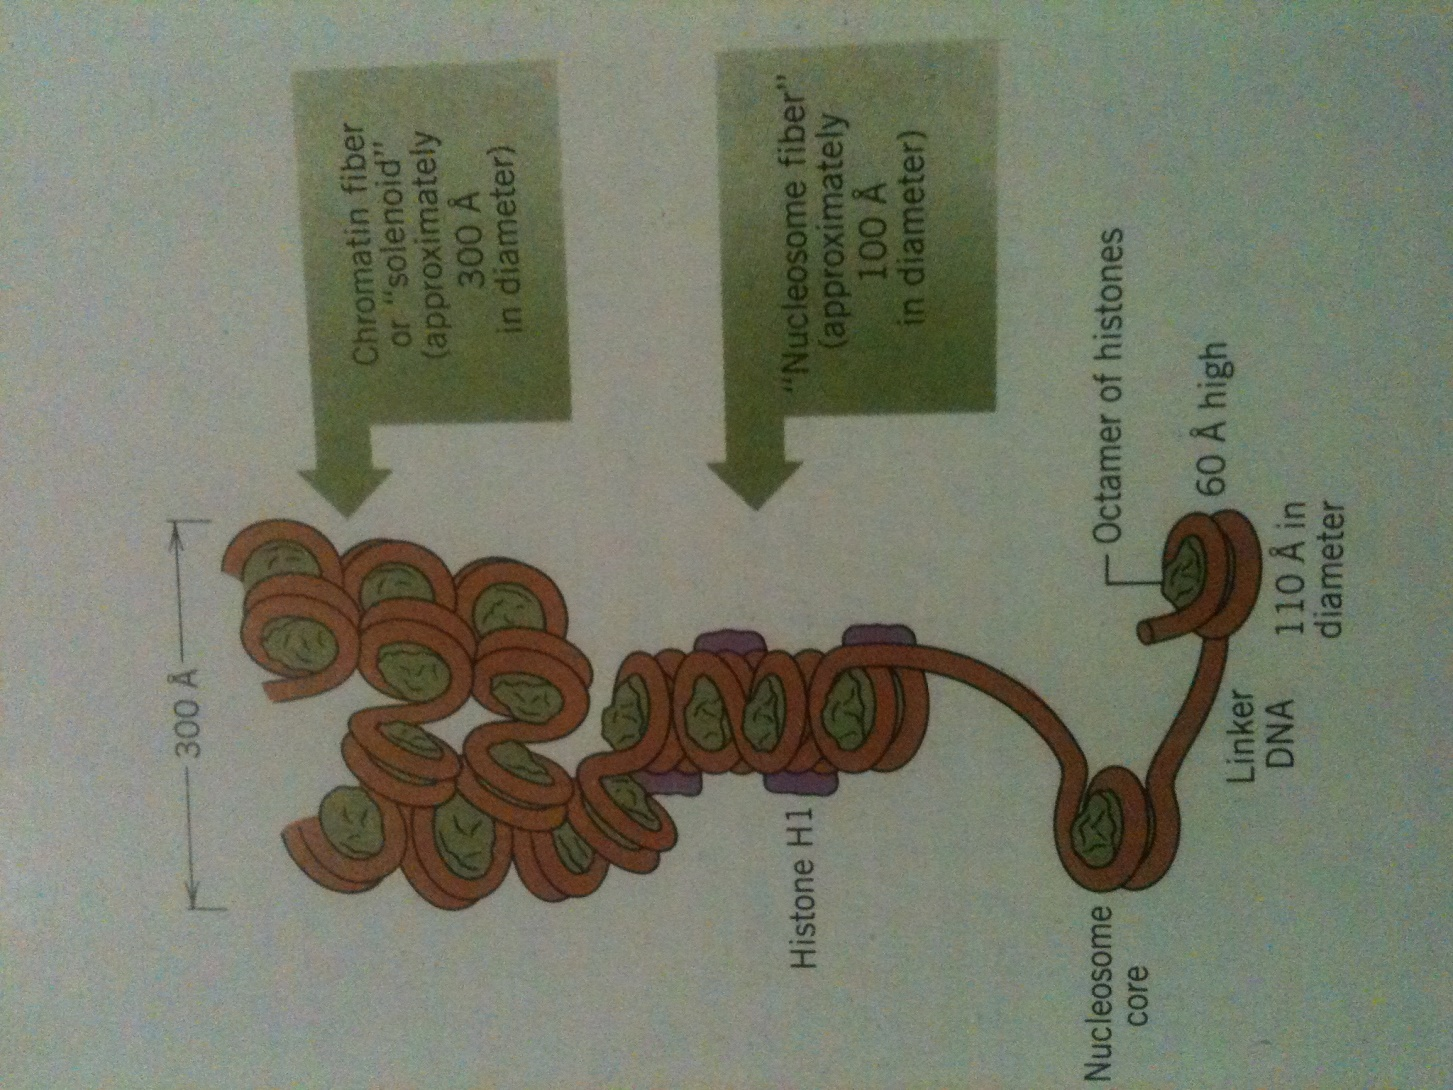 300 Å
Chromatin fiber
or “solenoid”
(approximately
300 Å
in diameter)
“Nucleosome fiber”
(approximately
100 Å
in diameter)
Histone H1
Octamer of histones
60 Å high
110 Å in
diameter
Linker
DNA
Nucleosome
core